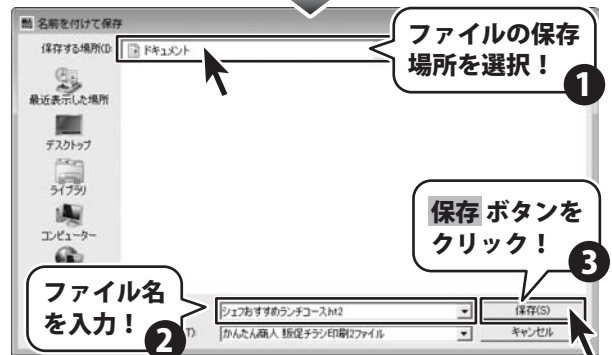 名前を付けて保存
保存する場所(I):
ドキュメント
ファイルの保存
場所を選択！
1
最近表示した場所
デスクトップ
ライブラリ
コンピューター
保存 ボタンを
クリック！
3
ファイル名
を入力！
2
シェフおすすめランチコース.ht2
保存(S)
T):
かんたん商人 販促チラシ印刷2ファイル
キャンセル